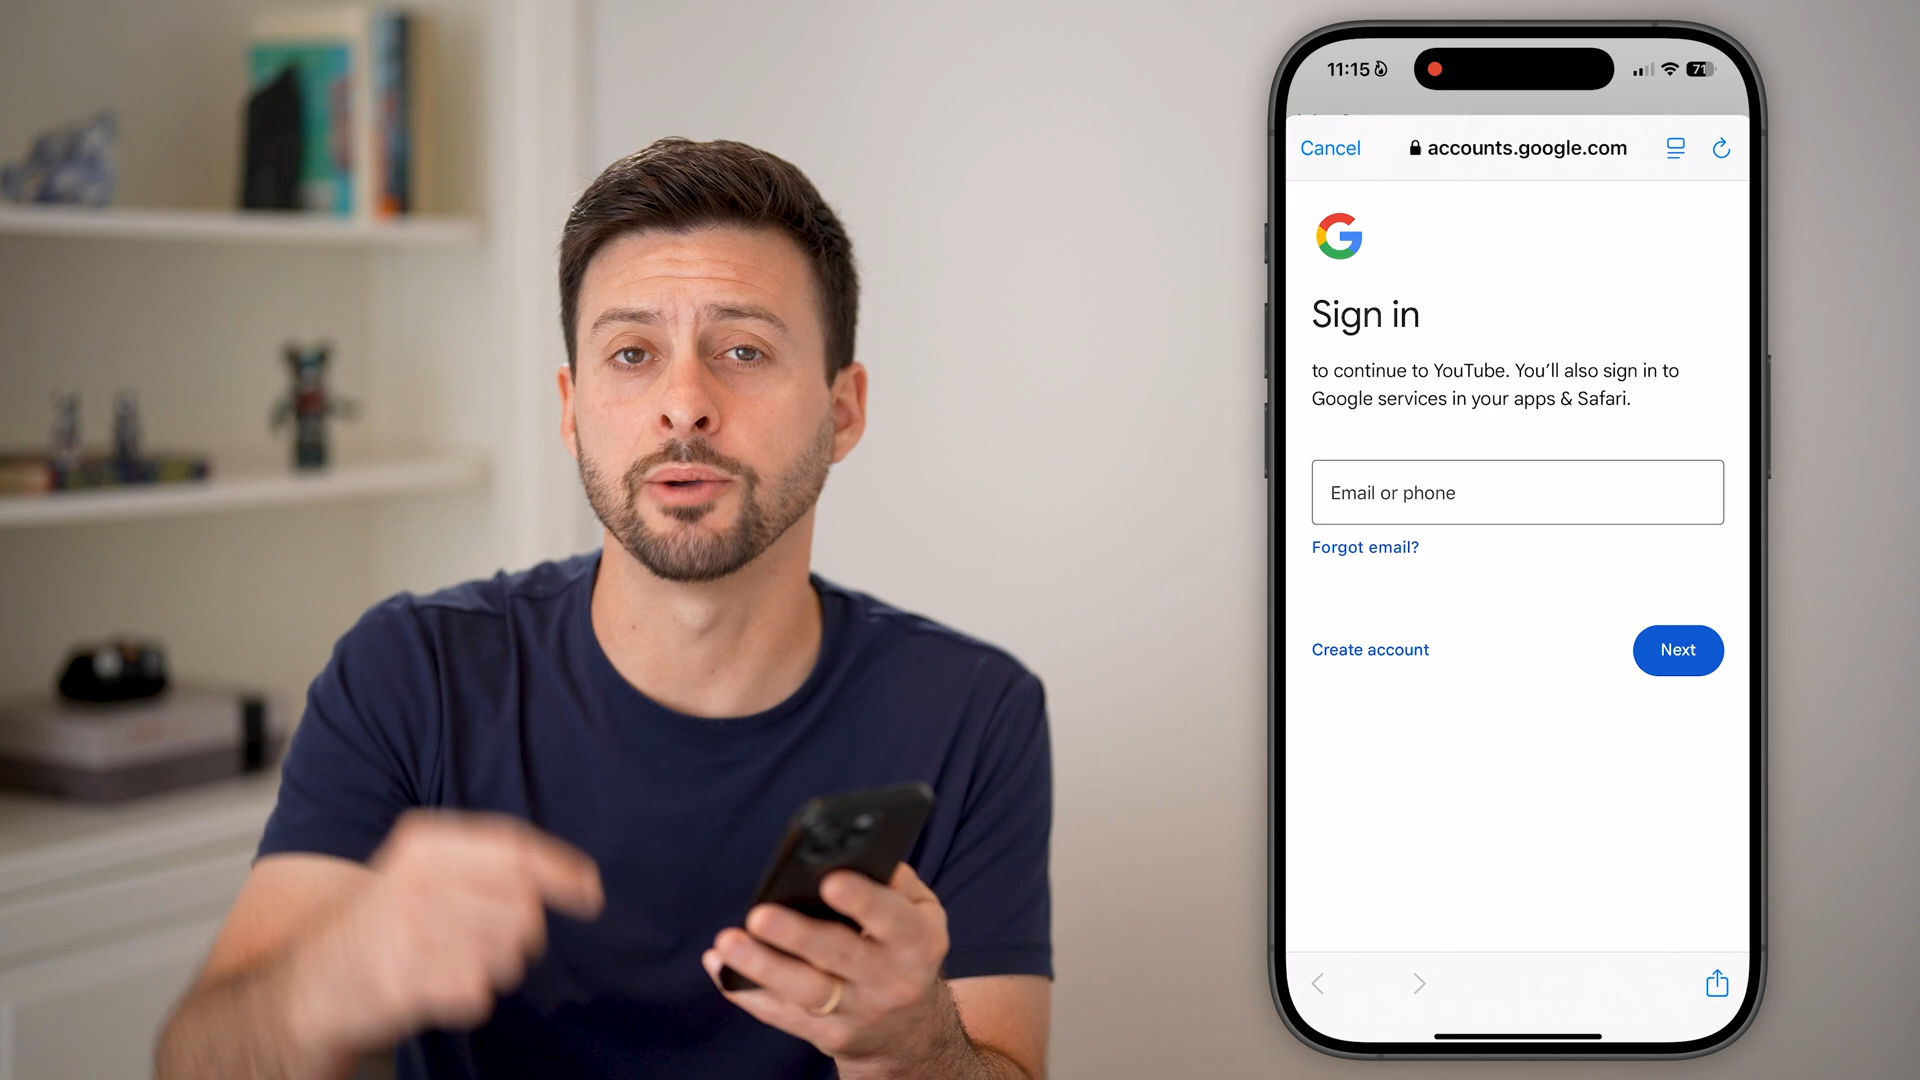 11:15
71
Cancel
accounts.google.com
Sign in
to continue to YouTube. You’ll also sign in to
Google services in your apps & Safari.
Email or phone
Forgot email?
Create account
Next